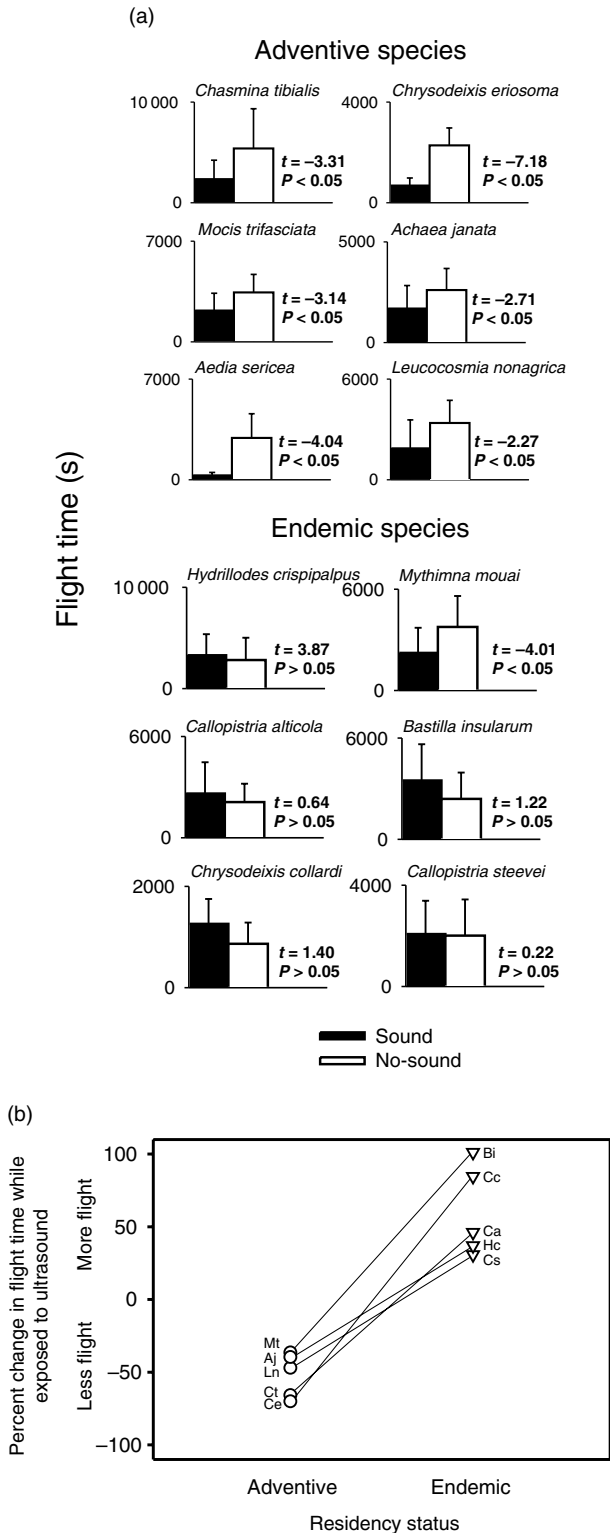 (a)
Adventive species
Chasmina tibialis
10 000
0
t = –3.31
P < 0.05
Chrysodeixis eriosoma
4000
0
t = –7.18
P < 0.05
Mocis trifasciata
7000
0
t = –3.14
P < 0.05
Achaea janata
5000
0
t = –2.71
P < 0.05
Aedia sericea
7000
0
t = –4.04
P < 0.05
Leucocosmia nonagrica
6000
0
t = –2.27
P < 0.05
Flight time (s)
Endemic species
Hydrillodes crispipalpus
10 000
0
t = 3.87
P > 0.05
Mythimna mouai
6000
0
t = –4.01
P < 0.05
Callopistria alticola
6000
0
t = 0.64
P > 0.05
Bastilla insularum
6000
0
t = 1.22
P > 0.05
Chrysodeixis collardi
2000
0
t = 1.40
P > 0.05
Callopistria steevei
4000
0
t = 0.22
P > 0.05
Sound
No-sound
(b)
Percent change in flight time while
exposed to ultrasound
Less flight
More flight
100
50
0
–50
–100
Mt
Aj
Ln
Ct
Ce
Bi
Cc
Ca
Hc
Cs
Adventive
Endemic
Residency status